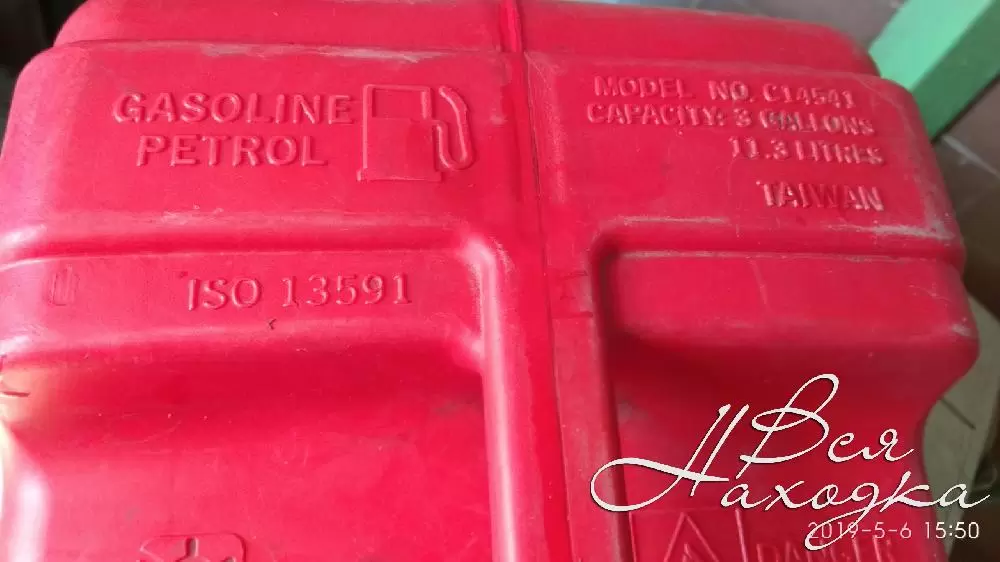 GASOLINE
PETROL
MODEL NO. C14541
CAPACITY: 3 GALLONS
11.3 LITRES
TAIWAN
ISO 13591
Вся
Находка
2019-5-6 15:50
DANGER